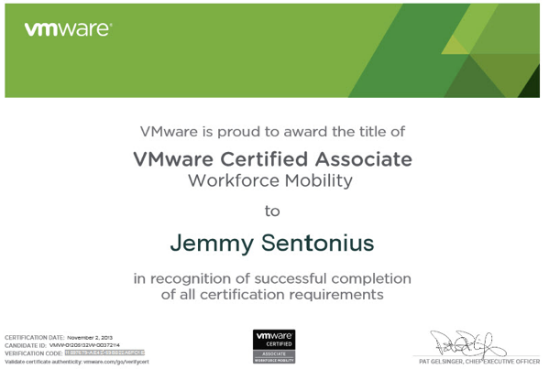 vmware®
VMware is proud to award the title of
VMware Certified Associate
Workforce Mobility
to
Jemmy Sentonius
in recognition of successful completion
of all certification requirements
CERTIFICATION DATE: November 2, 2013
CANDIDATE ID:
VERIFICATION CODE:
Validate certificate authenticity: vmware.com/go/verifycert
vmware
CERTIFIED
ASSOCIATE
WORKFORCE MOBILITY
PAT GELSINGER, CHIEF EXECUTIVE OFFICER